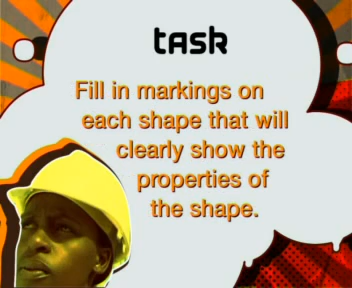 task
Fill in markings on
each shape that will
clearly show the
properties of
the shape.